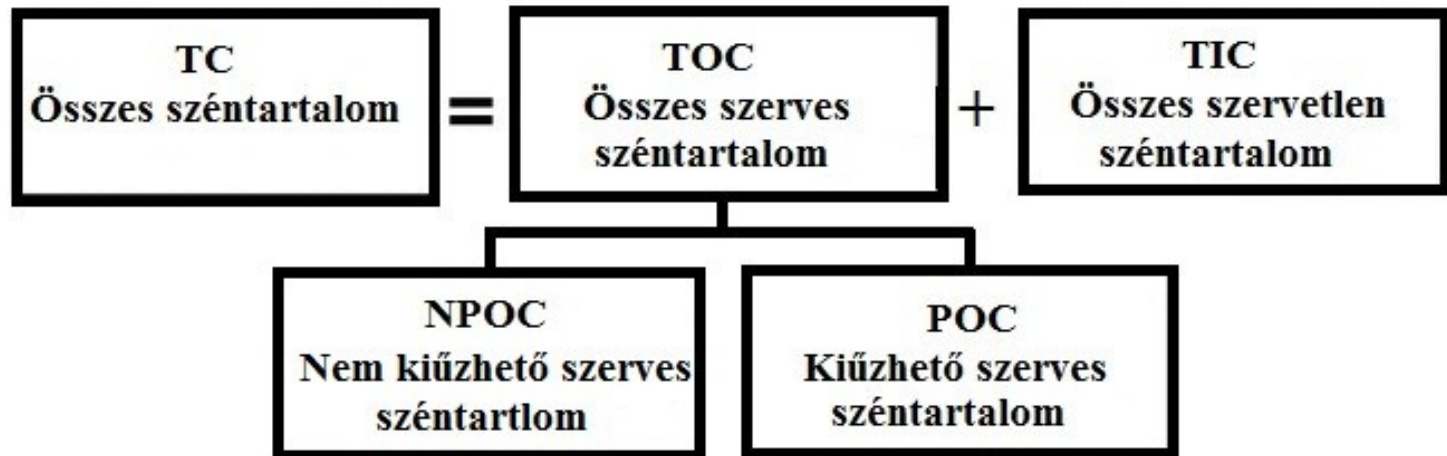 TC
Összes széntartalom
=
TOC
Összes szerves
széntartalom
+
TIC
Összes szervetlen
széntartalom
NPOC
Nem kiűzhető szerves
széntartlom
POC
Kiűzhető szerves
széntartalom